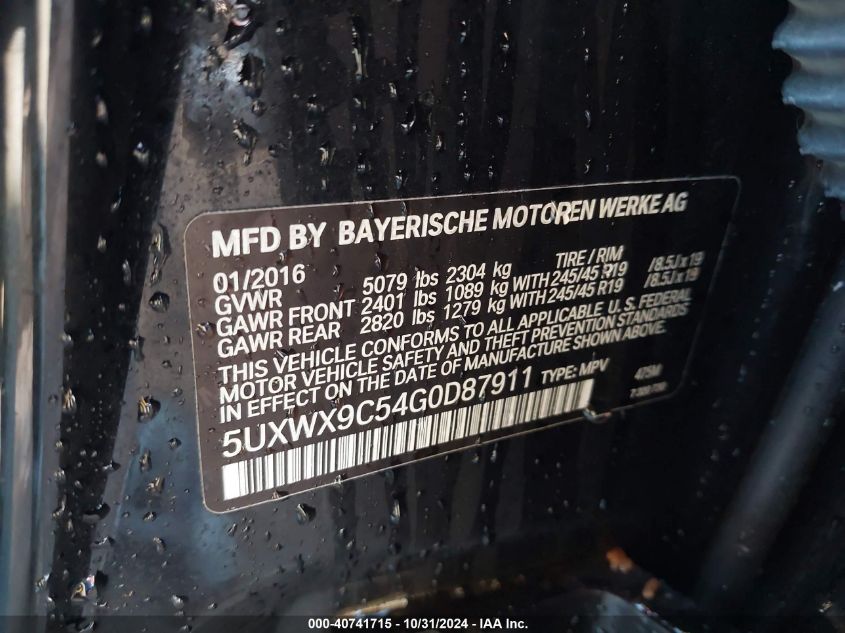 MFD BY BAYERISCHE MOTOREN WERKE AG
01/2016 TIRE / RIM
GVWR 5079 lbs 2304 kg
GAWR FRONT 2401 lbs 1089 kg WITH 245/45 R19 /8.5J x 19
GAWR REAR 2820 lbs 1279 kg WITH 245/45 R19 /8.5J x 19
THIS VEHICLE CONFORMS TO ALL APPLICABLE U. S. FEDERAL
MOTOR VEHICLE SAFETY AND THEFT PREVENTION STANDARDS
IN EFFECT ON THE DATE OF MANUFACTURE SHOWN ABOVE.
5UXWX9C54G0D87911 TYPE: MPV 475M
000-40741715 - 10/31/2024 - IAA Inc.